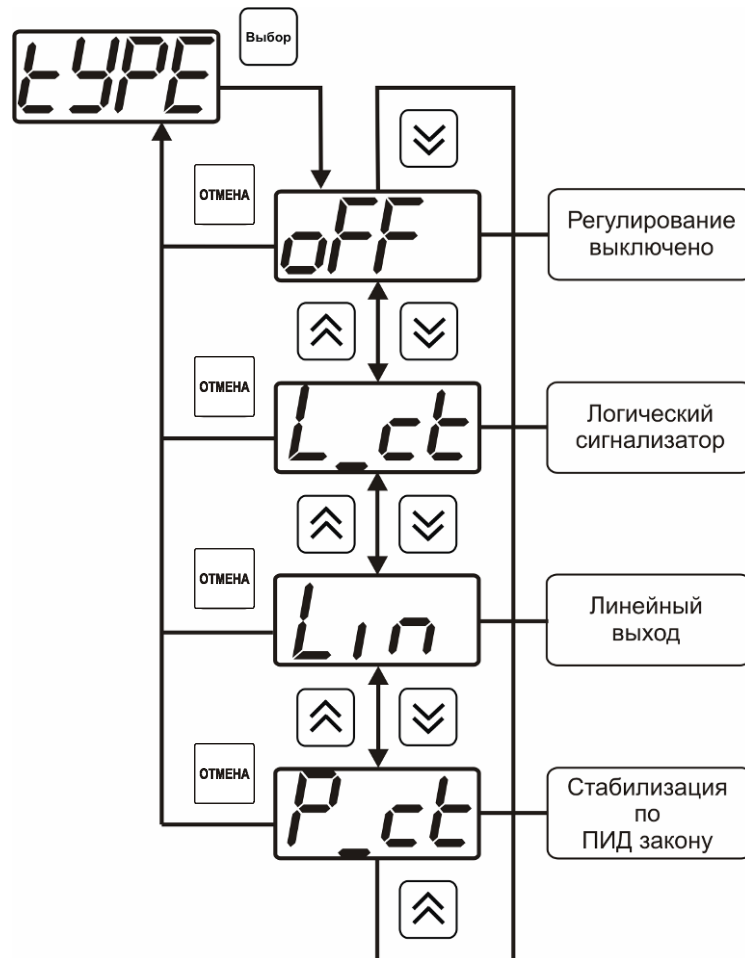 Выбор
tYPE
ОТМЕНА
oFF
Регулирование
выключено
ОТМЕНА
L_ct
Логический
сигнализатор
ОТМЕНА
Lin
Линейный
выход
ОТМЕНА
P_ct
Стабилизация
по
ПИД закону